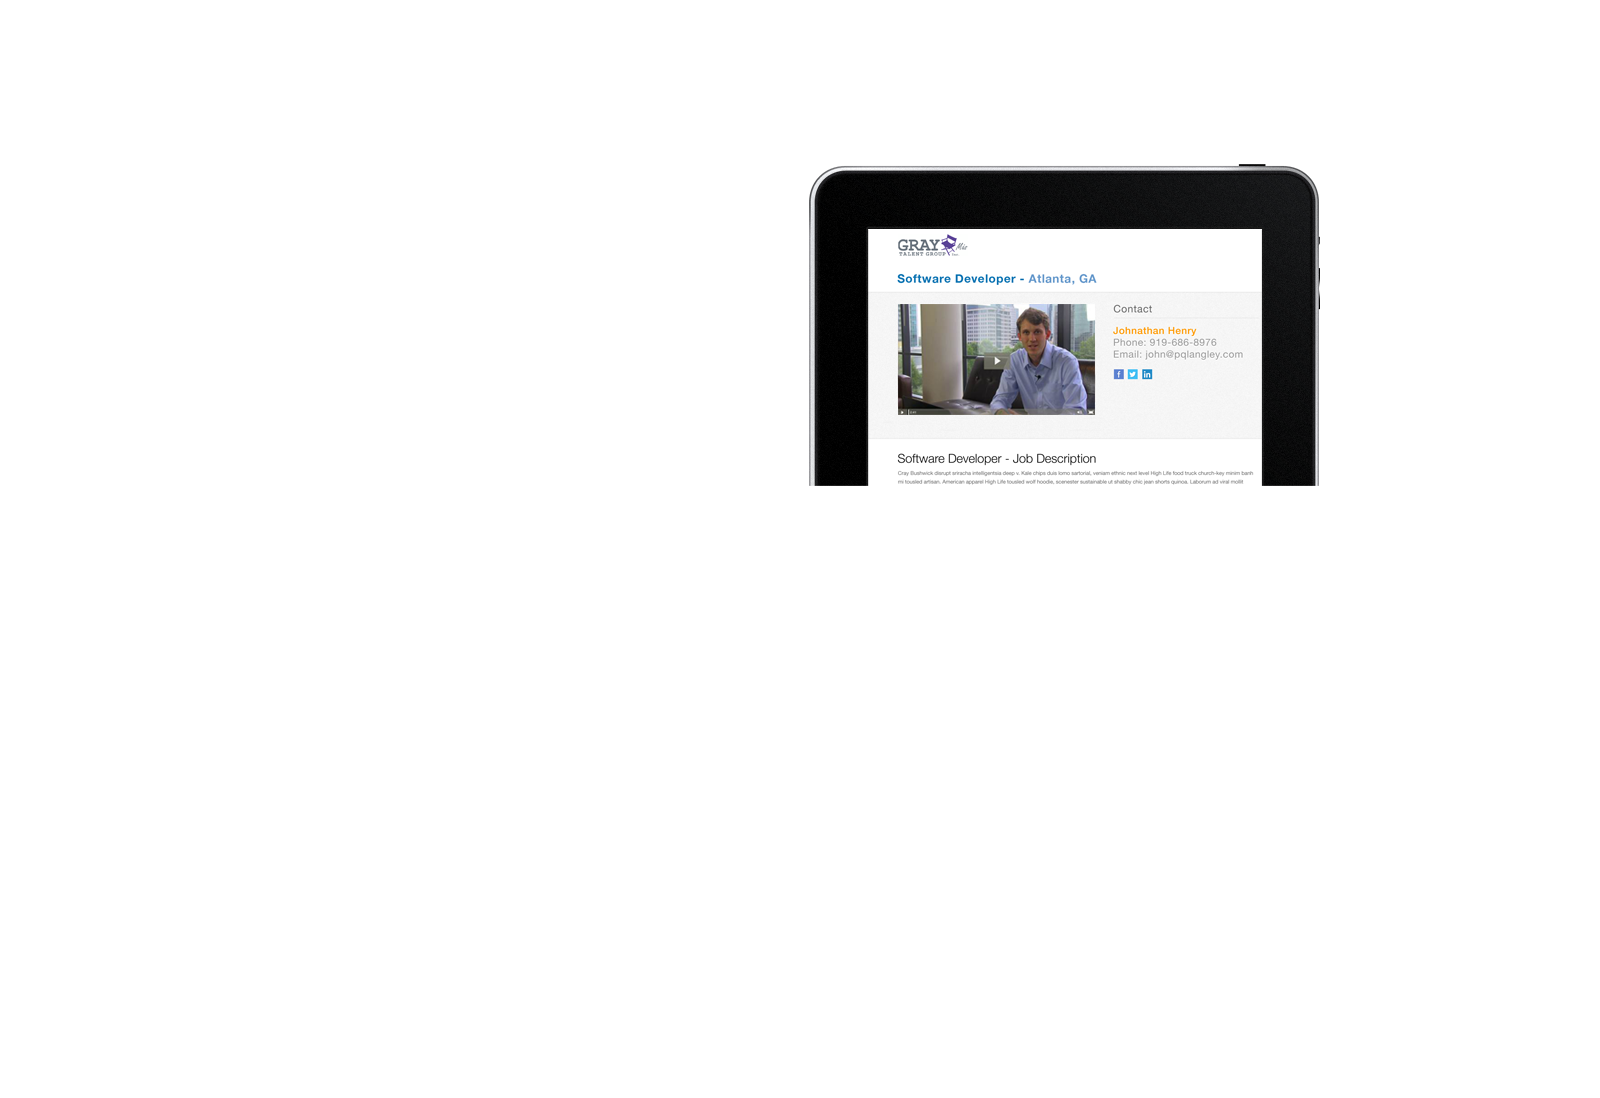 GRAY
TALENT GROUP
Software Developer - Atlanta, GA
Contact
Johnathan Henry
Phone: 919-686-8976
Email: john@pqlangley.com
f
in
Software Developer - Job Description
Cray Bushwick disrupt sriracha intelligentsia deep v. Kale chips duis lomo sartorial, veniam ethnic next level High Life food truck church-key minim banh
mi tousled artisan. American apparel High Life tousled wolf hoodie, scenester sustainable ut shabby chic jean shorts quinoa. Laborum ad viral mollit